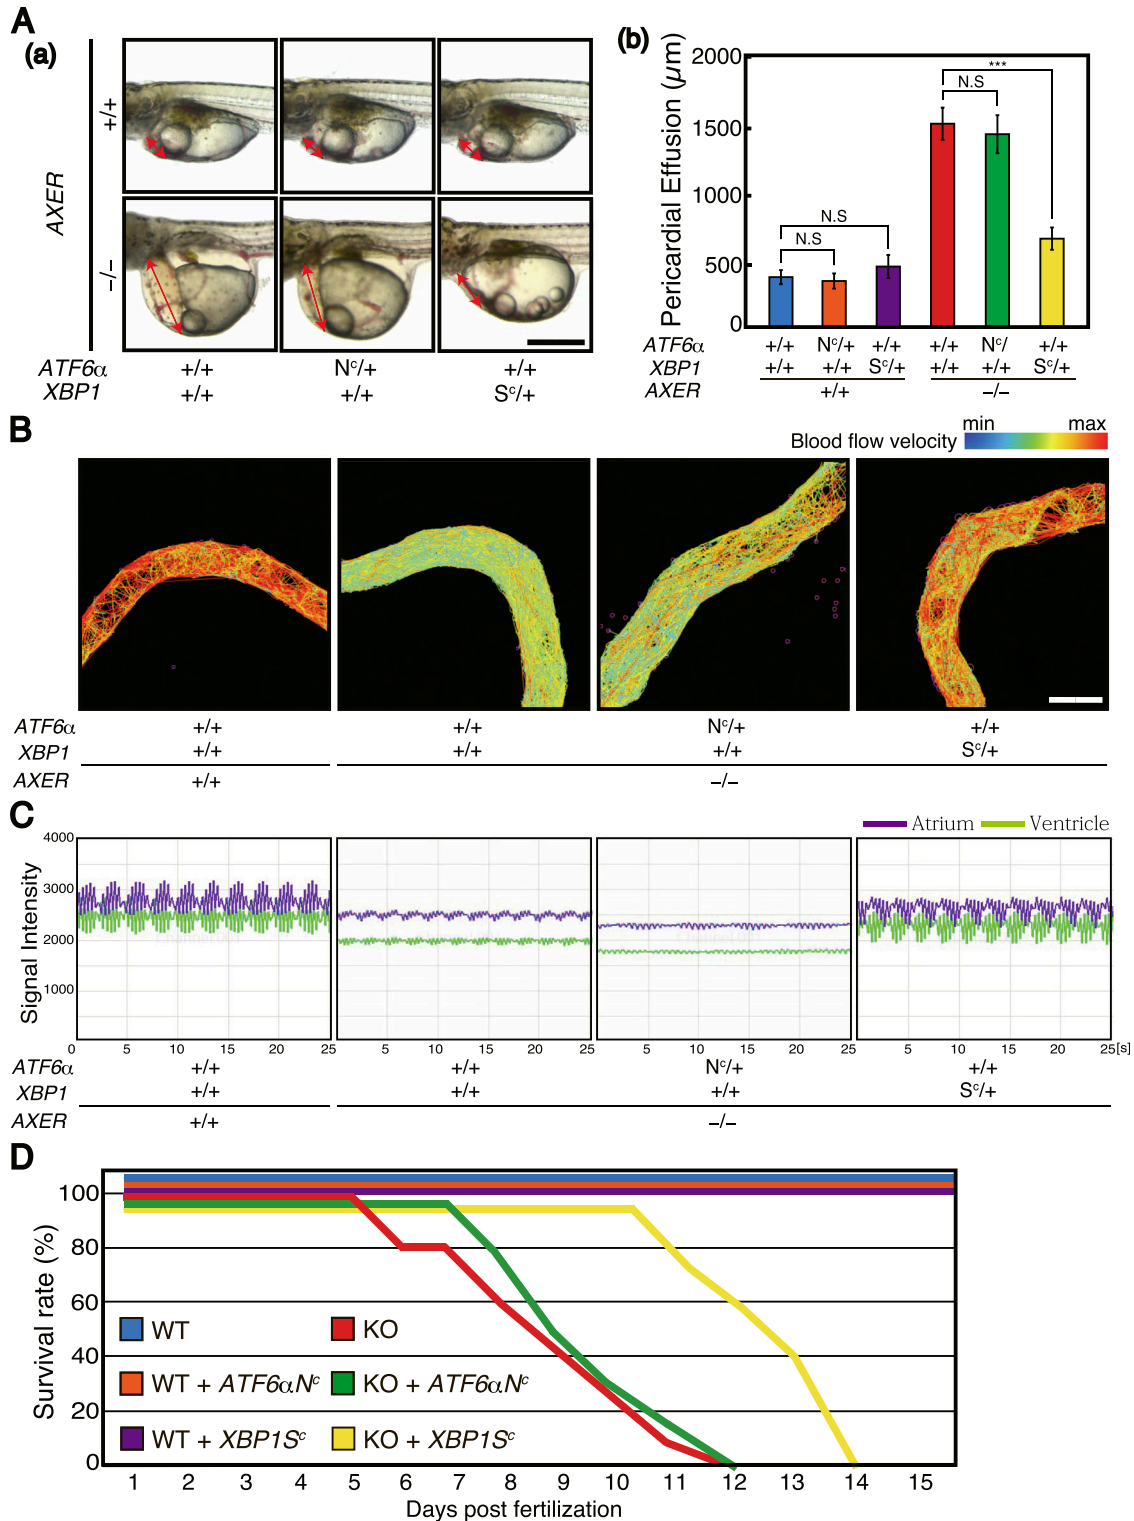 A
(a)
AXER
+/+
−/−
ATF6α +/+ Nᶜ/+ +/+
XBP1 +/+ +/+ Sᶜ/+
(b)
Pericardial Effusion (μm)
2000
1500
1000
500
0
N.S
N.S
N.S
***
ATF6α +/+ Nᶜ/+ +/+ +/+ Nᶜ/ +/+
XBP1 +/+ +/+ Sᶜ/+ +/+ +/+ Sᶜ/+
AXER +/+ −/−
B
min max
Blood flow velocity
ATF6α +/+ +/+ Nᶜ/+ +/+
XBP1 +/+ +/+ +/+ Sᶜ/+
AXER +/+ −/−
C
Atrium Ventricle
Signal Intensity
4000
3000
2000
1000
0 5 10 15 20 25 5 10 15 20 25 5 10 15 20 25 5 10 15 20 25[s]
ATF6α +/+ +/+ Nᶜ/+ +/+
XBP1 +/+ +/+ +/+ Sᶜ/+
AXER +/+ −/−
D
Survival rate (%)
100
80
60
40
20
0
WT KO
WT + ATF6αNᶜ KO + ATF6αNᶜ
WT + XBP1Sᶜ KO + XBP1Sᶜ
1 2 3 4 5 6 7 8 9 10 11 12 13 14 15
Days post fertilization